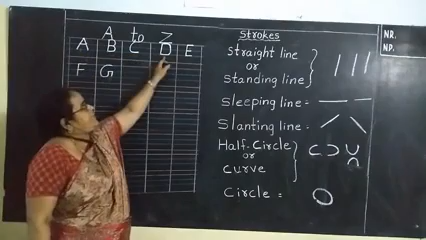 A to Z
A B C D E
F G
Strokes
Straight line
or
Standing line
Sleeping line =
Slanting line =
Half-Circle
or
Curve
Circle =
NR.
NP.